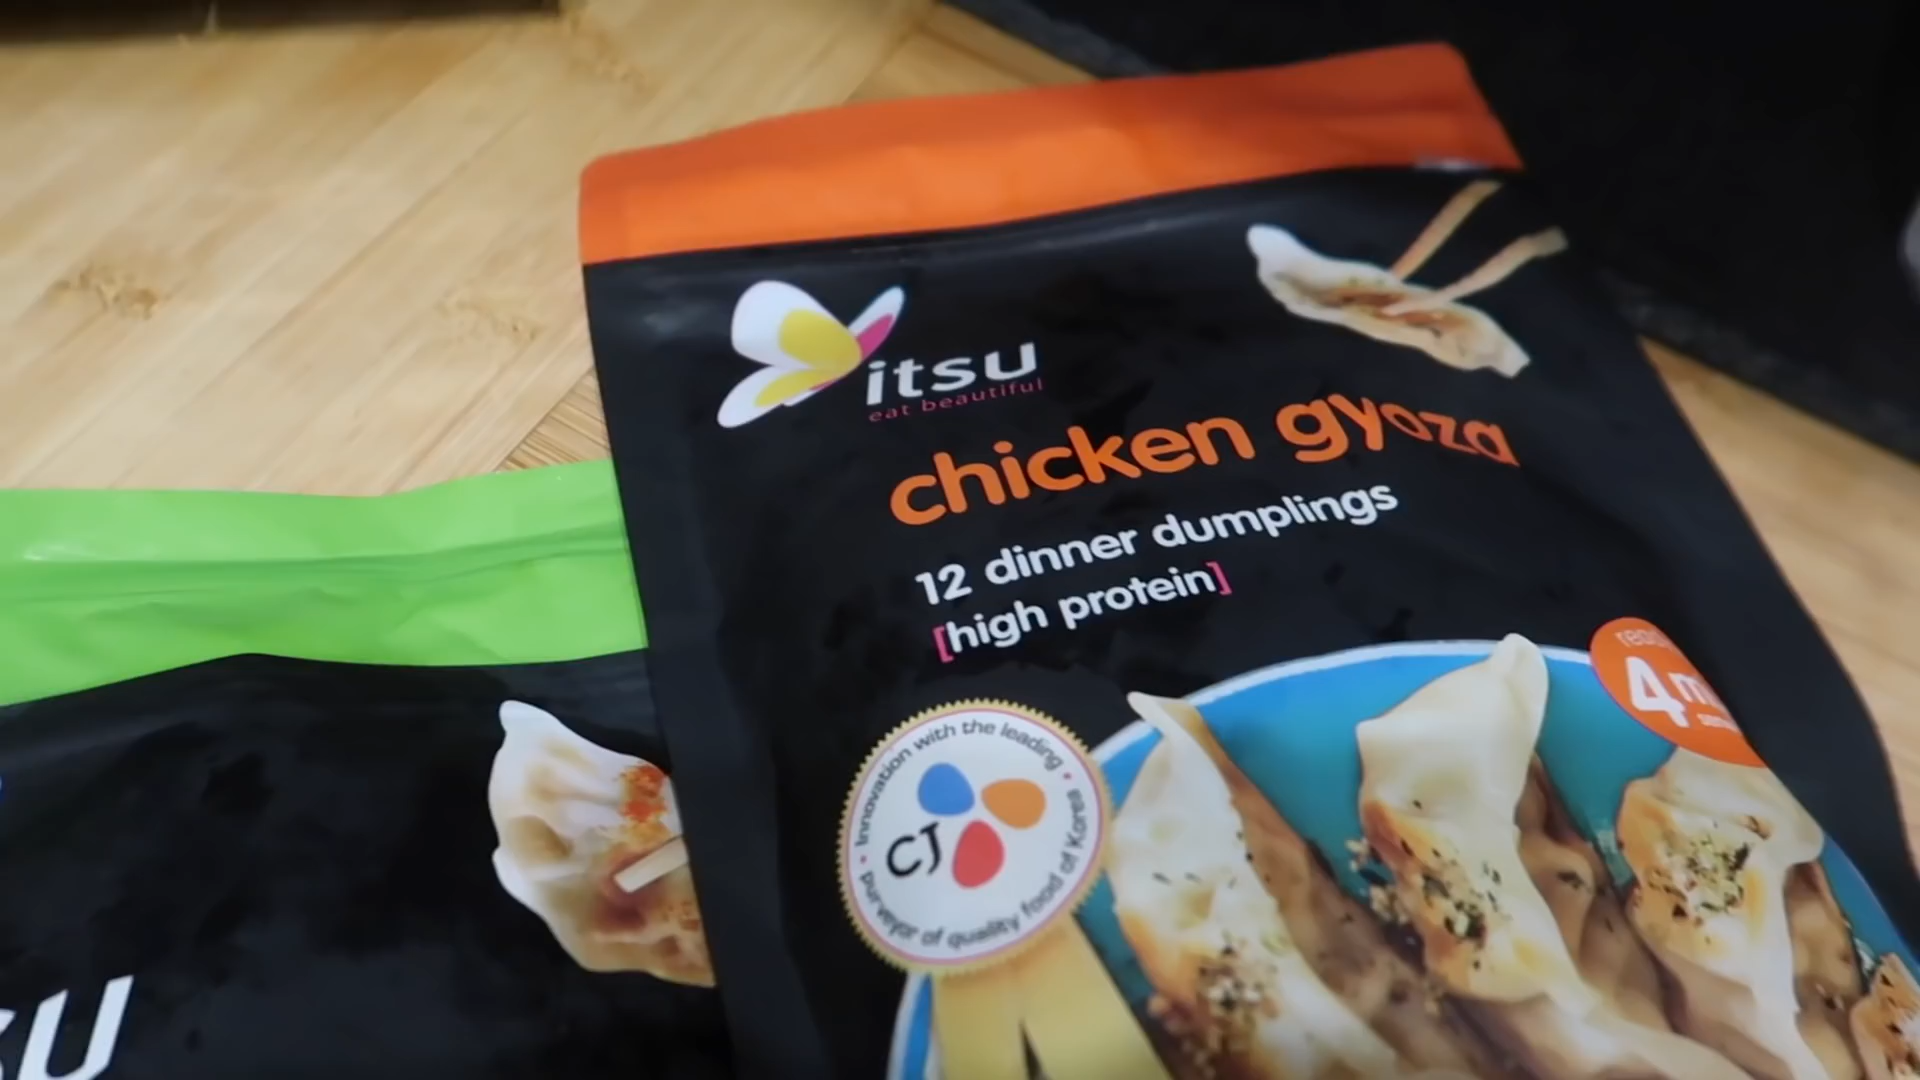 itsu
eat beautiful
chicken gyoza
12 dinner dumplings
[high protein]
4
Innovation with the leading
purveyor of quality food of Korea
CJ
su